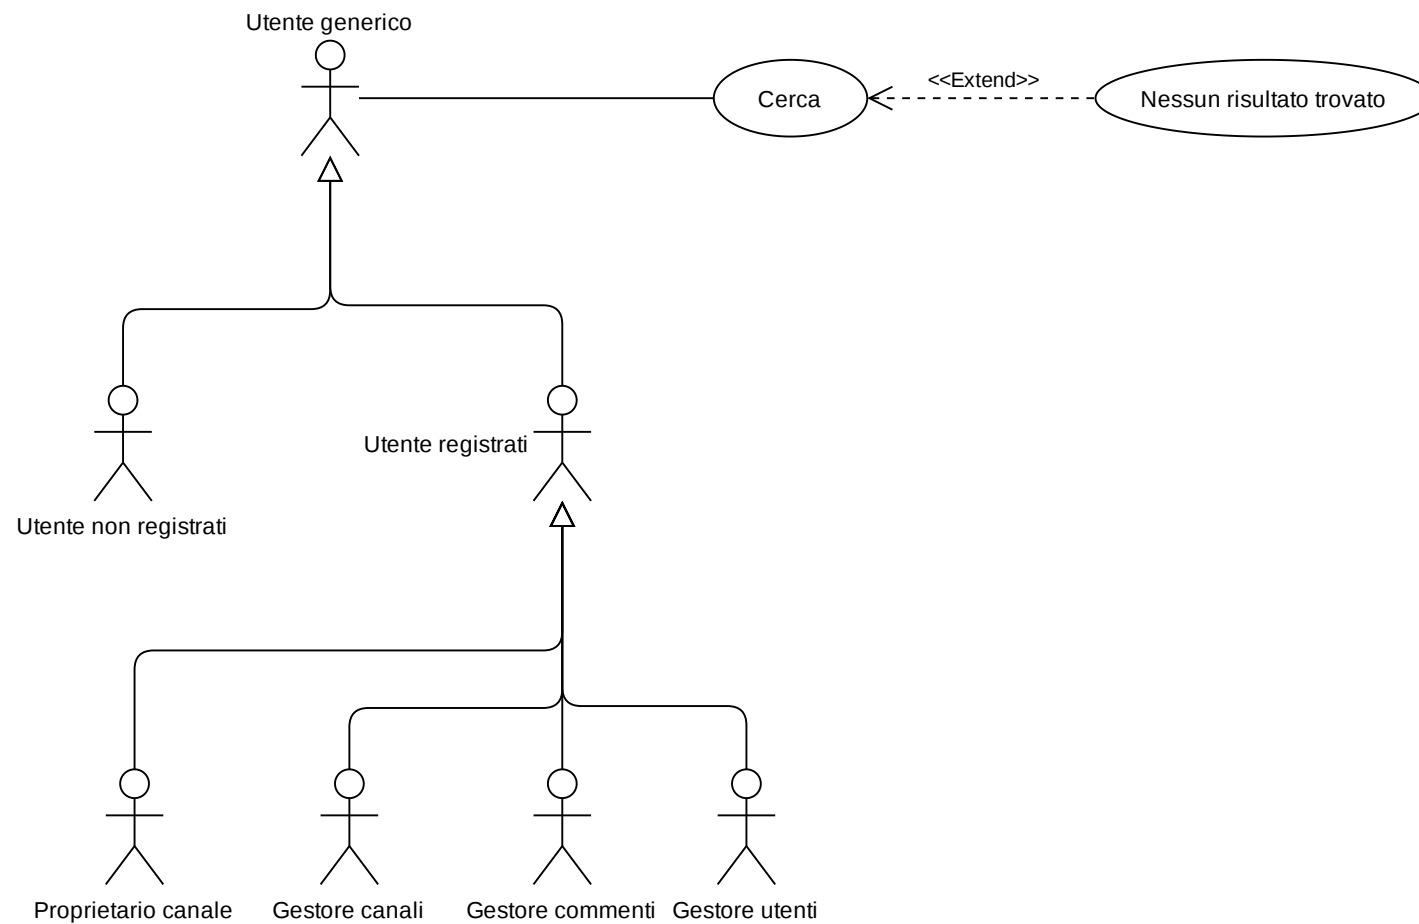 Utente generico
Cerca
<<Extend>>
Nessun risultato trovato
Utente registrati
Utente non registrati
Proprietario canale
Gestore canali
Gestore commenti
Gestore utenti